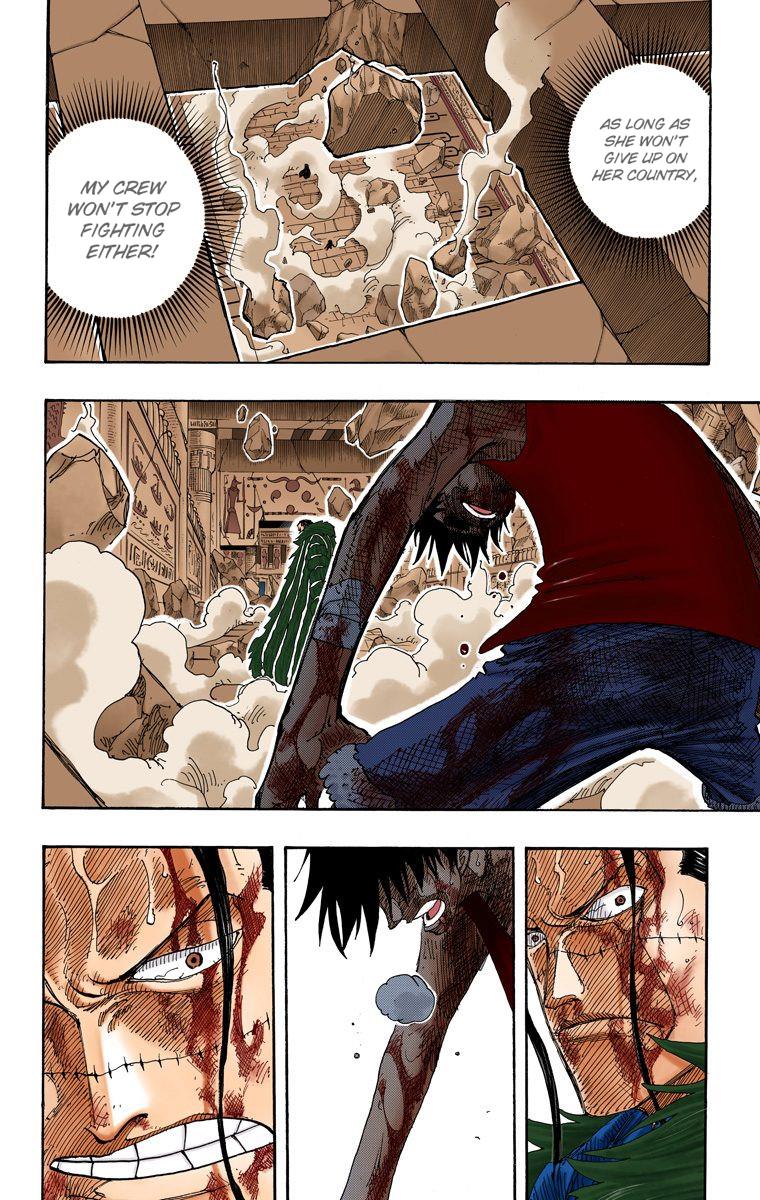 AS LONG AS
SHE WON'T
GIVE UP ON
HER COUNTRY,
MY CREW
WON'T STOP
FIGHTING
EITHER!